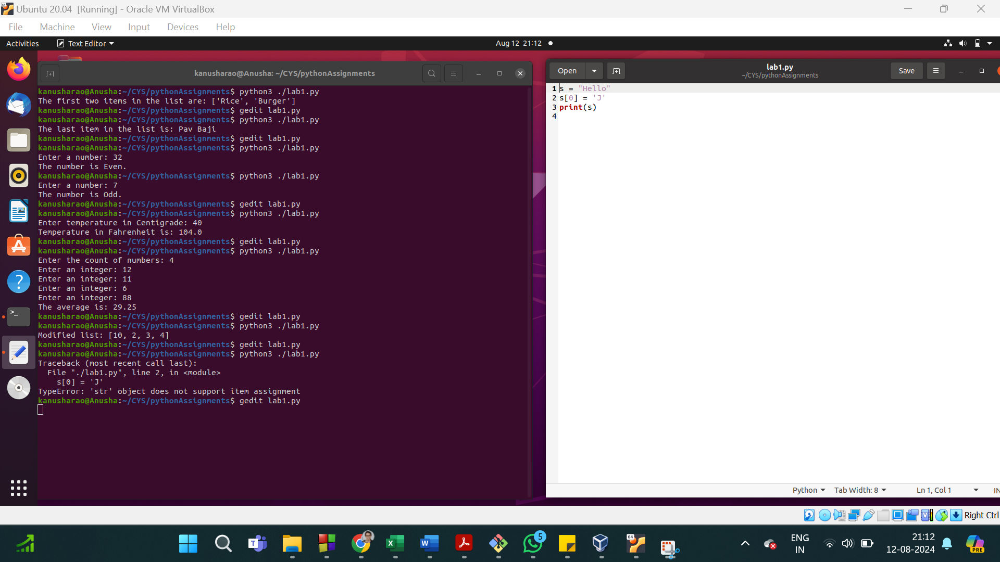 Ubuntu 20.04 [Running] - Oracle VM VirtualBox
File Machine View Input Devices Help
Activities Text Editor Aug 12 21:12
kanusharao@Anusha: ~/CYS/pythonAssignments
kanusharao@Anusha:~/CYS/pythonAssignments$ python3 ./lab1.py
The first two items in the list are: ['Rice', 'Burger']
kanusharao@Anusha:~/CYS/pythonAssignments$ gedit lab1.py
kanusharao@Anusha:~/CYS/pythonAssignments$ python3 ./lab1.py
The last item in the list is: Pav Baji
kanusharao@Anusha:~/CYS/pythonAssignments$ gedit lab1.py
kanusharao@Anusha:~/CYS/pythonAssignments$ python3 ./lab1.py
Enter a number: 32
The number is Even.
kanusharao@Anusha:~/CYS/pythonAssignments$ python3 ./lab1.py
Enter a number: 7
The number is Odd.
kanusharao@Anusha:~/CYS/pythonAssignments$ gedit lab1.py
kanusharao@Anusha:~/CYS/pythonAssignments$ python3 ./lab1.py
Enter temperature in Centigrade: 40
Temperature in Fahrenheit is: 104.0
kanusharao@Anusha:~/CYS/pythonAssignments$ gedit lab1.py
kanusharao@Anusha:~/CYS/pythonAssignments$ python3 ./lab1.py
Enter the count of numbers: 4
Enter an integer: 12
Enter an integer: 11
Enter an integer: 6
Enter an integer: 88
The average is: 29.25
kanusharao@Anusha:~/CYS/pythonAssignments$ gedit lab1.py
kanusharao@Anusha:~/CYS/pythonAssignments$ python3 ./lab1.py
Modified list: [10, 2, 3, 4]
kanusharao@Anusha:~/CYS/pythonAssignments$ gedit lab1.py
kanusharao@Anusha:~/CYS/pythonAssignments$ python3 ./lab1.py
Traceback (most recent call last):
  File "./lab1.py", line 2, in <module>
    s[0] = 'J'
TypeError: 'str' object does not support item assignment
kanusharao@Anusha:~/CYS/pythonAssignments$ gedit lab1.py
Open lab1.py Save
~/CYS/pythonAssignments
1 s = "Hello"
2 s[0] = 'J'
3 print(s)
4
Python Tab Width: 8 Ln 1, Col 1 IN
Right Ctrl
5
64
PRE
ENG
IN
21:12
12-08-2024